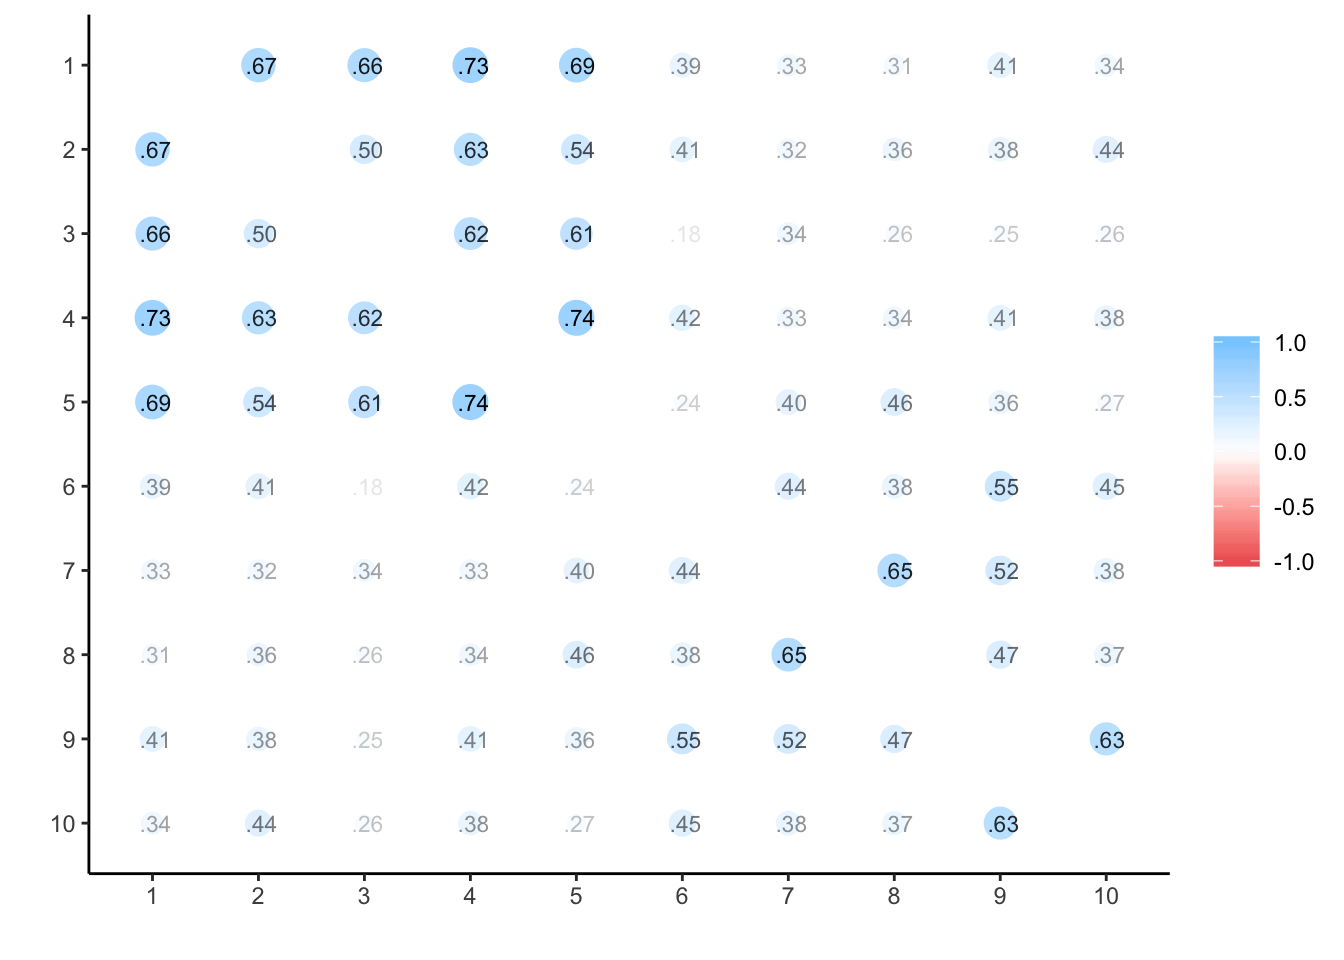 1 .67 .66 .73 .69 .39 .33 .31 .41 .34
2 .67 .50 .63 .54 .41 .32 .36 .38 .44
3 .66 .50 .62 .61 .18 .34 .26 .25 .26
4 .73 .63 .62 .74 .42 .33 .34 .41 .38
5 .69 .54 .61 .74 .24 .40 .46 .36 .27
6 .39 .41 .18 .42 .24 .44 .38 .55 .45
7 .33 .32 .34 .33 .40 .44 .65 .52 .38
8 .31 .36 .26 .34 .46 .38 .65 .47 .37
9 .41 .38 .25 .41 .36 .55 .52 .47 .63
10 .34 .44 .26 .38 .27 .45 .38 .37 .63
1 2 3 4 5 6 7 8 9 10
1.0
0.5
0.0
-0.5
-1.0